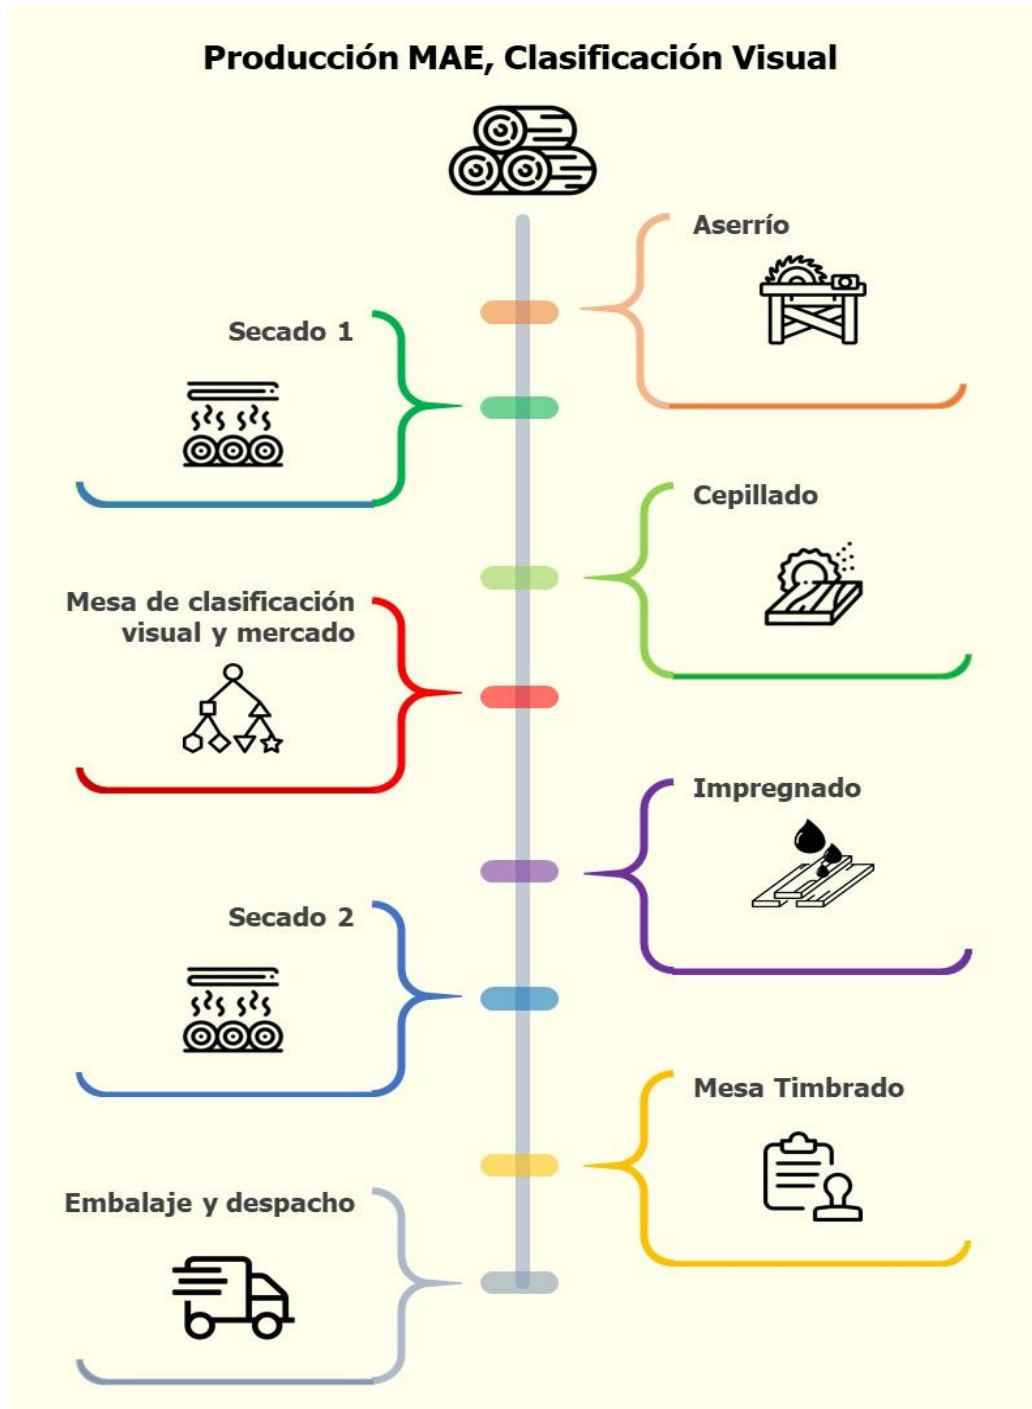 Producción MAE, Clasificación Visual
Aserrío
Secado 1
Cepillado
Mesa de clasificación
visual y mercado
Impregnado
Secado 2
Mesa Timbrado
Embalaje y despacho